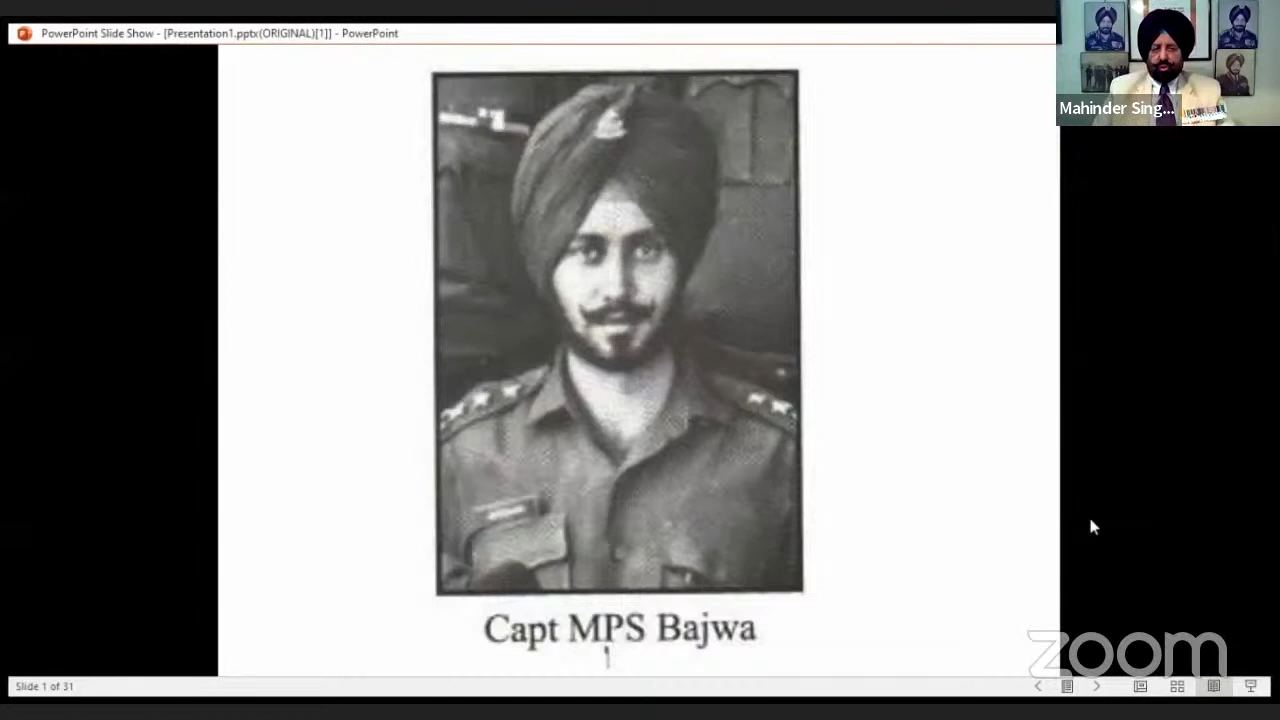 PowerPoint Slide Show - [Presentation1.pptx(ORIGINAL)[1]] - PowerPoint
Mahinder Sing...
Capt MPS Bajwa
zoom
Slide 1 of 31